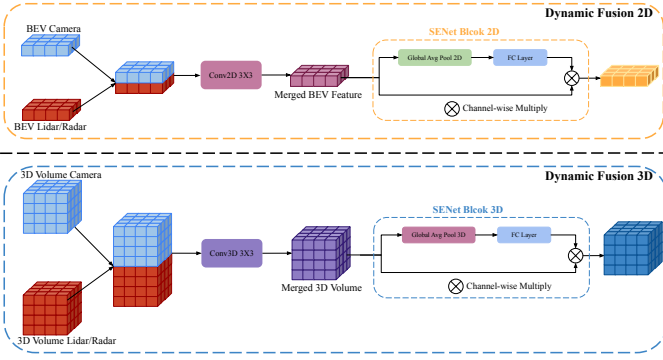 Dynamic Fusion 2D
BEV Camera
SENet Blcok 2D
Global Avg Pool 2D
FC Layer
Conv2D 3X3
Merged BEV Feature
Channel-wise Multiply
BEV Lidar/Radar
3D Volume Camera
Dynamic Fusion 3D
SENet Blcok 3D
Global Avg Pool 3D
FC Layer
Conv3D 3X3
Merged 3D Volume
Channel-wise Multiply
3D Volume Lidar/Radar